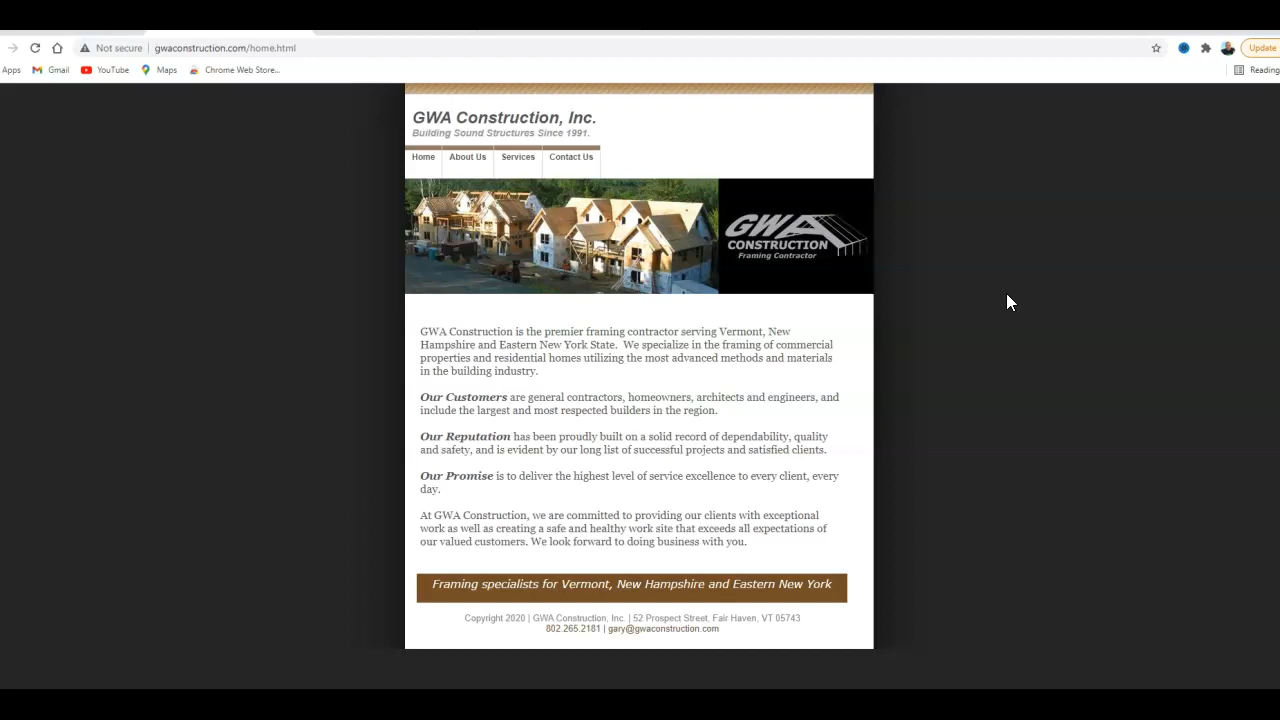 Not secure | gwaconstruction.com/home.html
Update
Apps Gmail YouTube Maps Chrome Web Store...
Reading
GWA Construction, Inc.
Building Sound Structures Since 1991.
Home About Us Services Contact Us
GWA
CONSTRUCTION
Framing Contractor
GWA Construction is the premier framing contractor serving Vermont, New
Hampshire and Eastern New York State. We specialize in the framing of commercial
properties and residential homes utilizing the most advanced methods and materials
in the building industry.
Our Customers are general contractors, homeowners, architects and engineers, and
include the largest and most respected builders in the region.
Our Reputation has been proudly built on a solid record of dependability, quality
and safety, and is evident by our long list of successful projects and satisfied clients.
Our Promise is to deliver the highest level of service excellence to every client, every
day.
At GWA Construction, we are committed to providing our clients with exceptional
work as well as creating a safe and healthy work site that exceeds all expectations of
our valued customers. We look forward to doing business with you.
Framing specialists for Vermont, New Hampshire and Eastern New York
Copyright 2020 | GWA Construction, Inc. | 52 Prospect Street, Fair Haven, VT 05743
802.265.2181 | gary@gwaconstruction.com